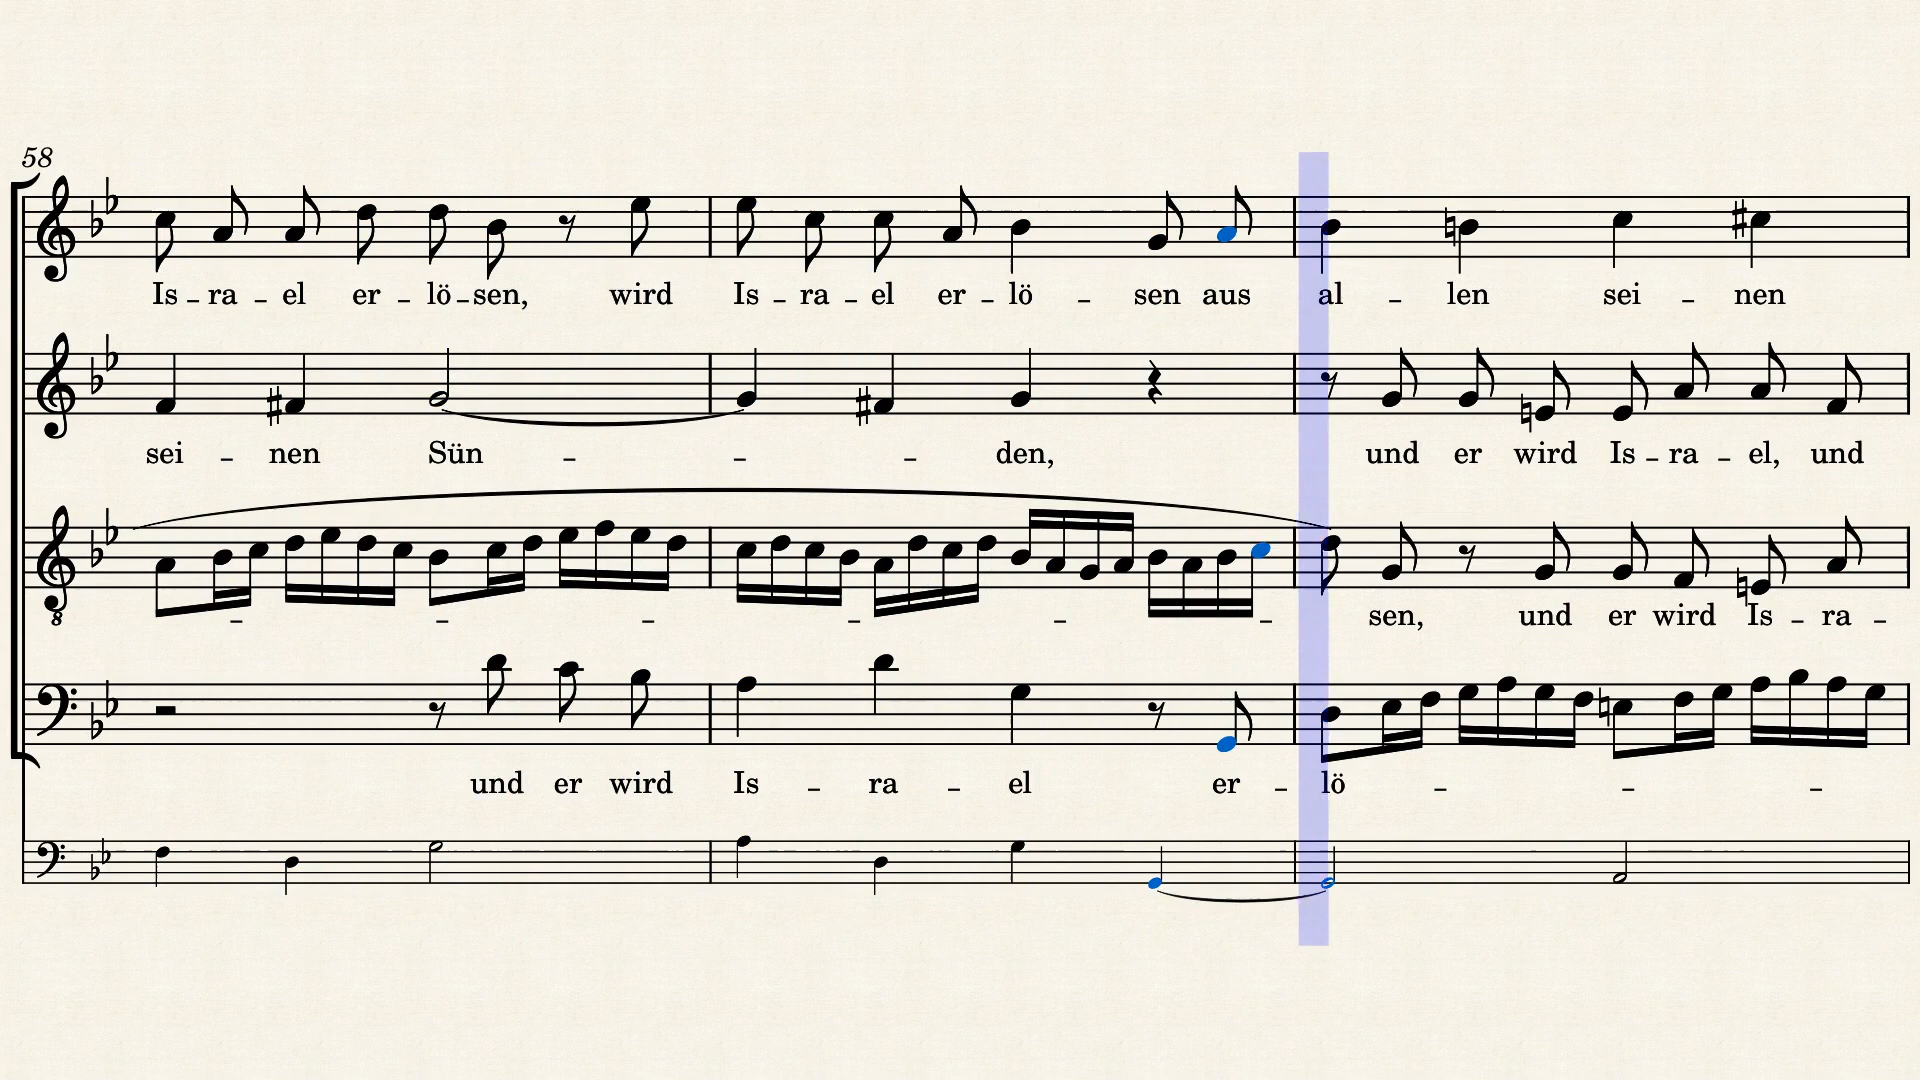 58
Is – ra – el er – lö – sen, wird Is – ra – el er – lö – sen aus al – len sei – nen
sei – nen Sün – – – den, und er wird Is – ra – el, und
8
– – – – – – sen, und er wird Is – ra –
und er wird Is – ra – el er – lö – – –